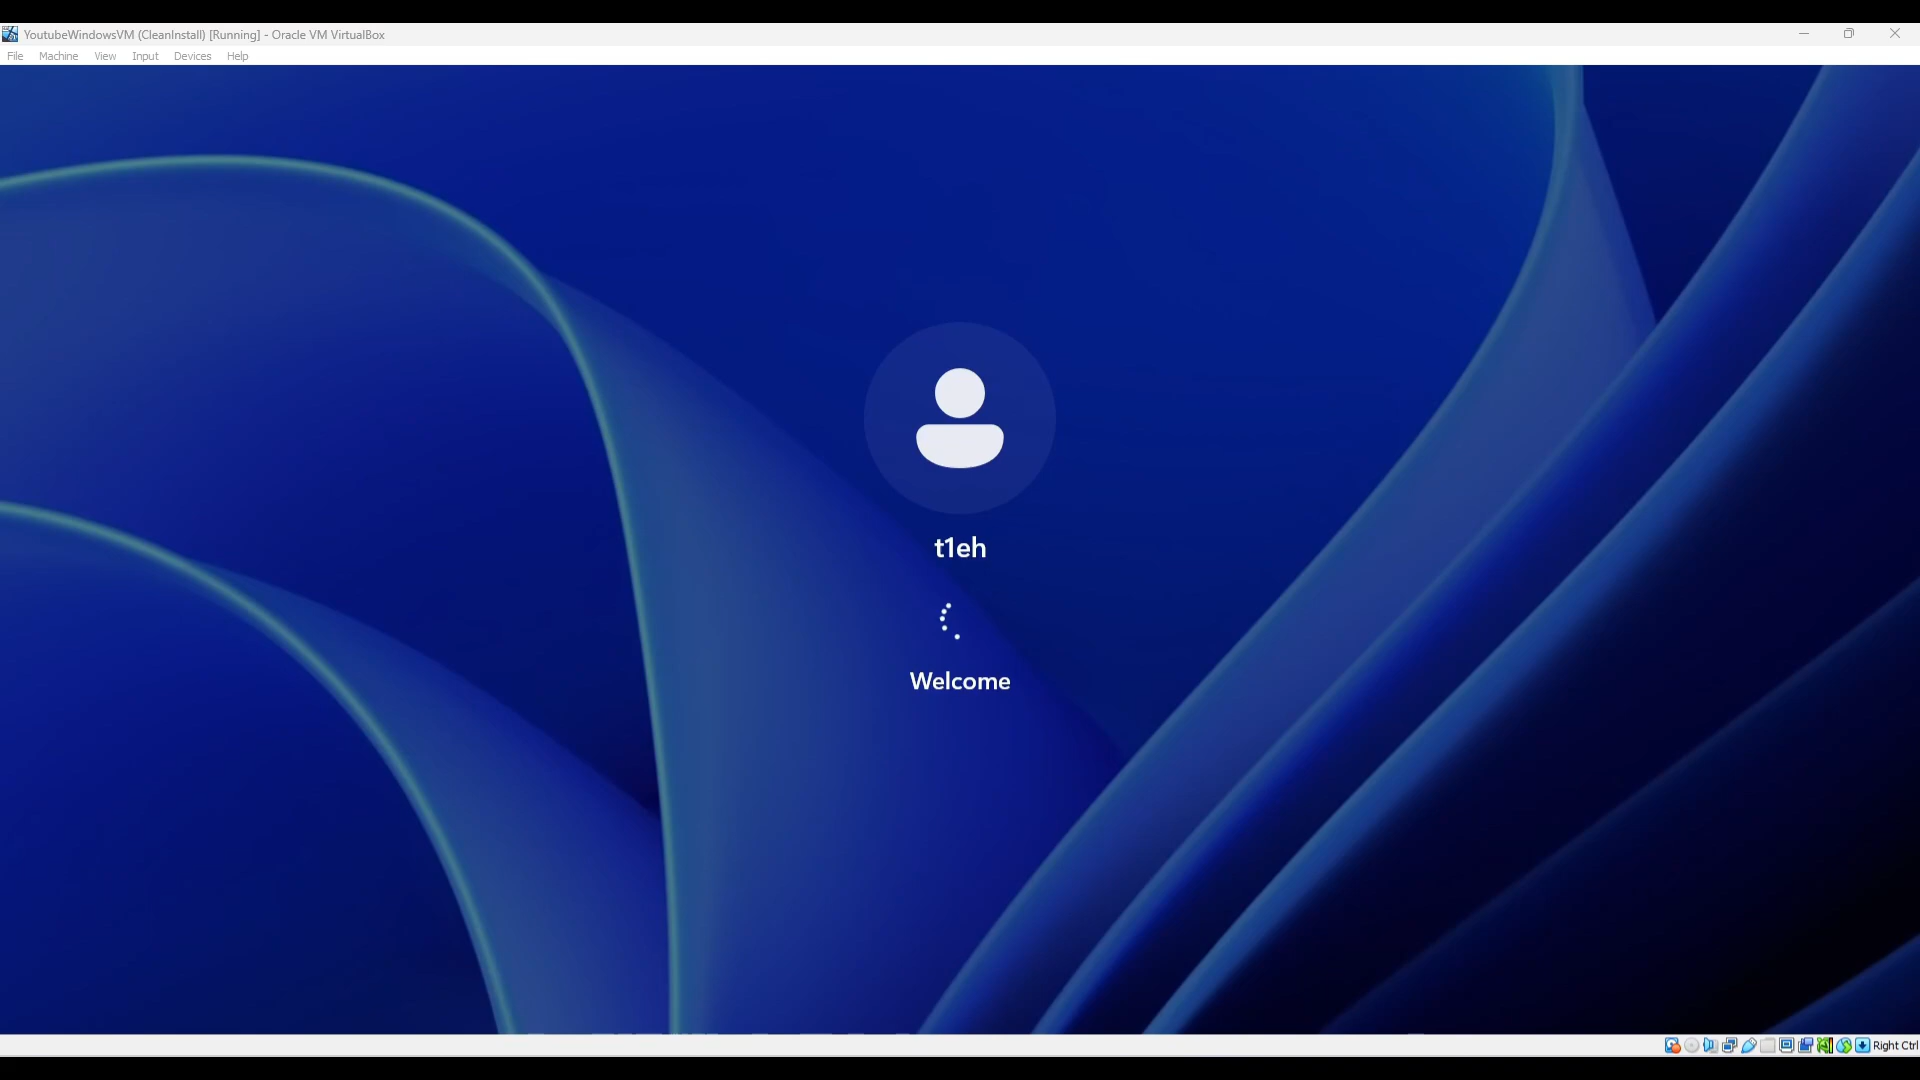 YoutubeWindowsVM (CleanInstall) [Running] - Oracle VM VirtualBox
File Machine View Input Devices Help
t1eh
Welcome
Right Ctrl